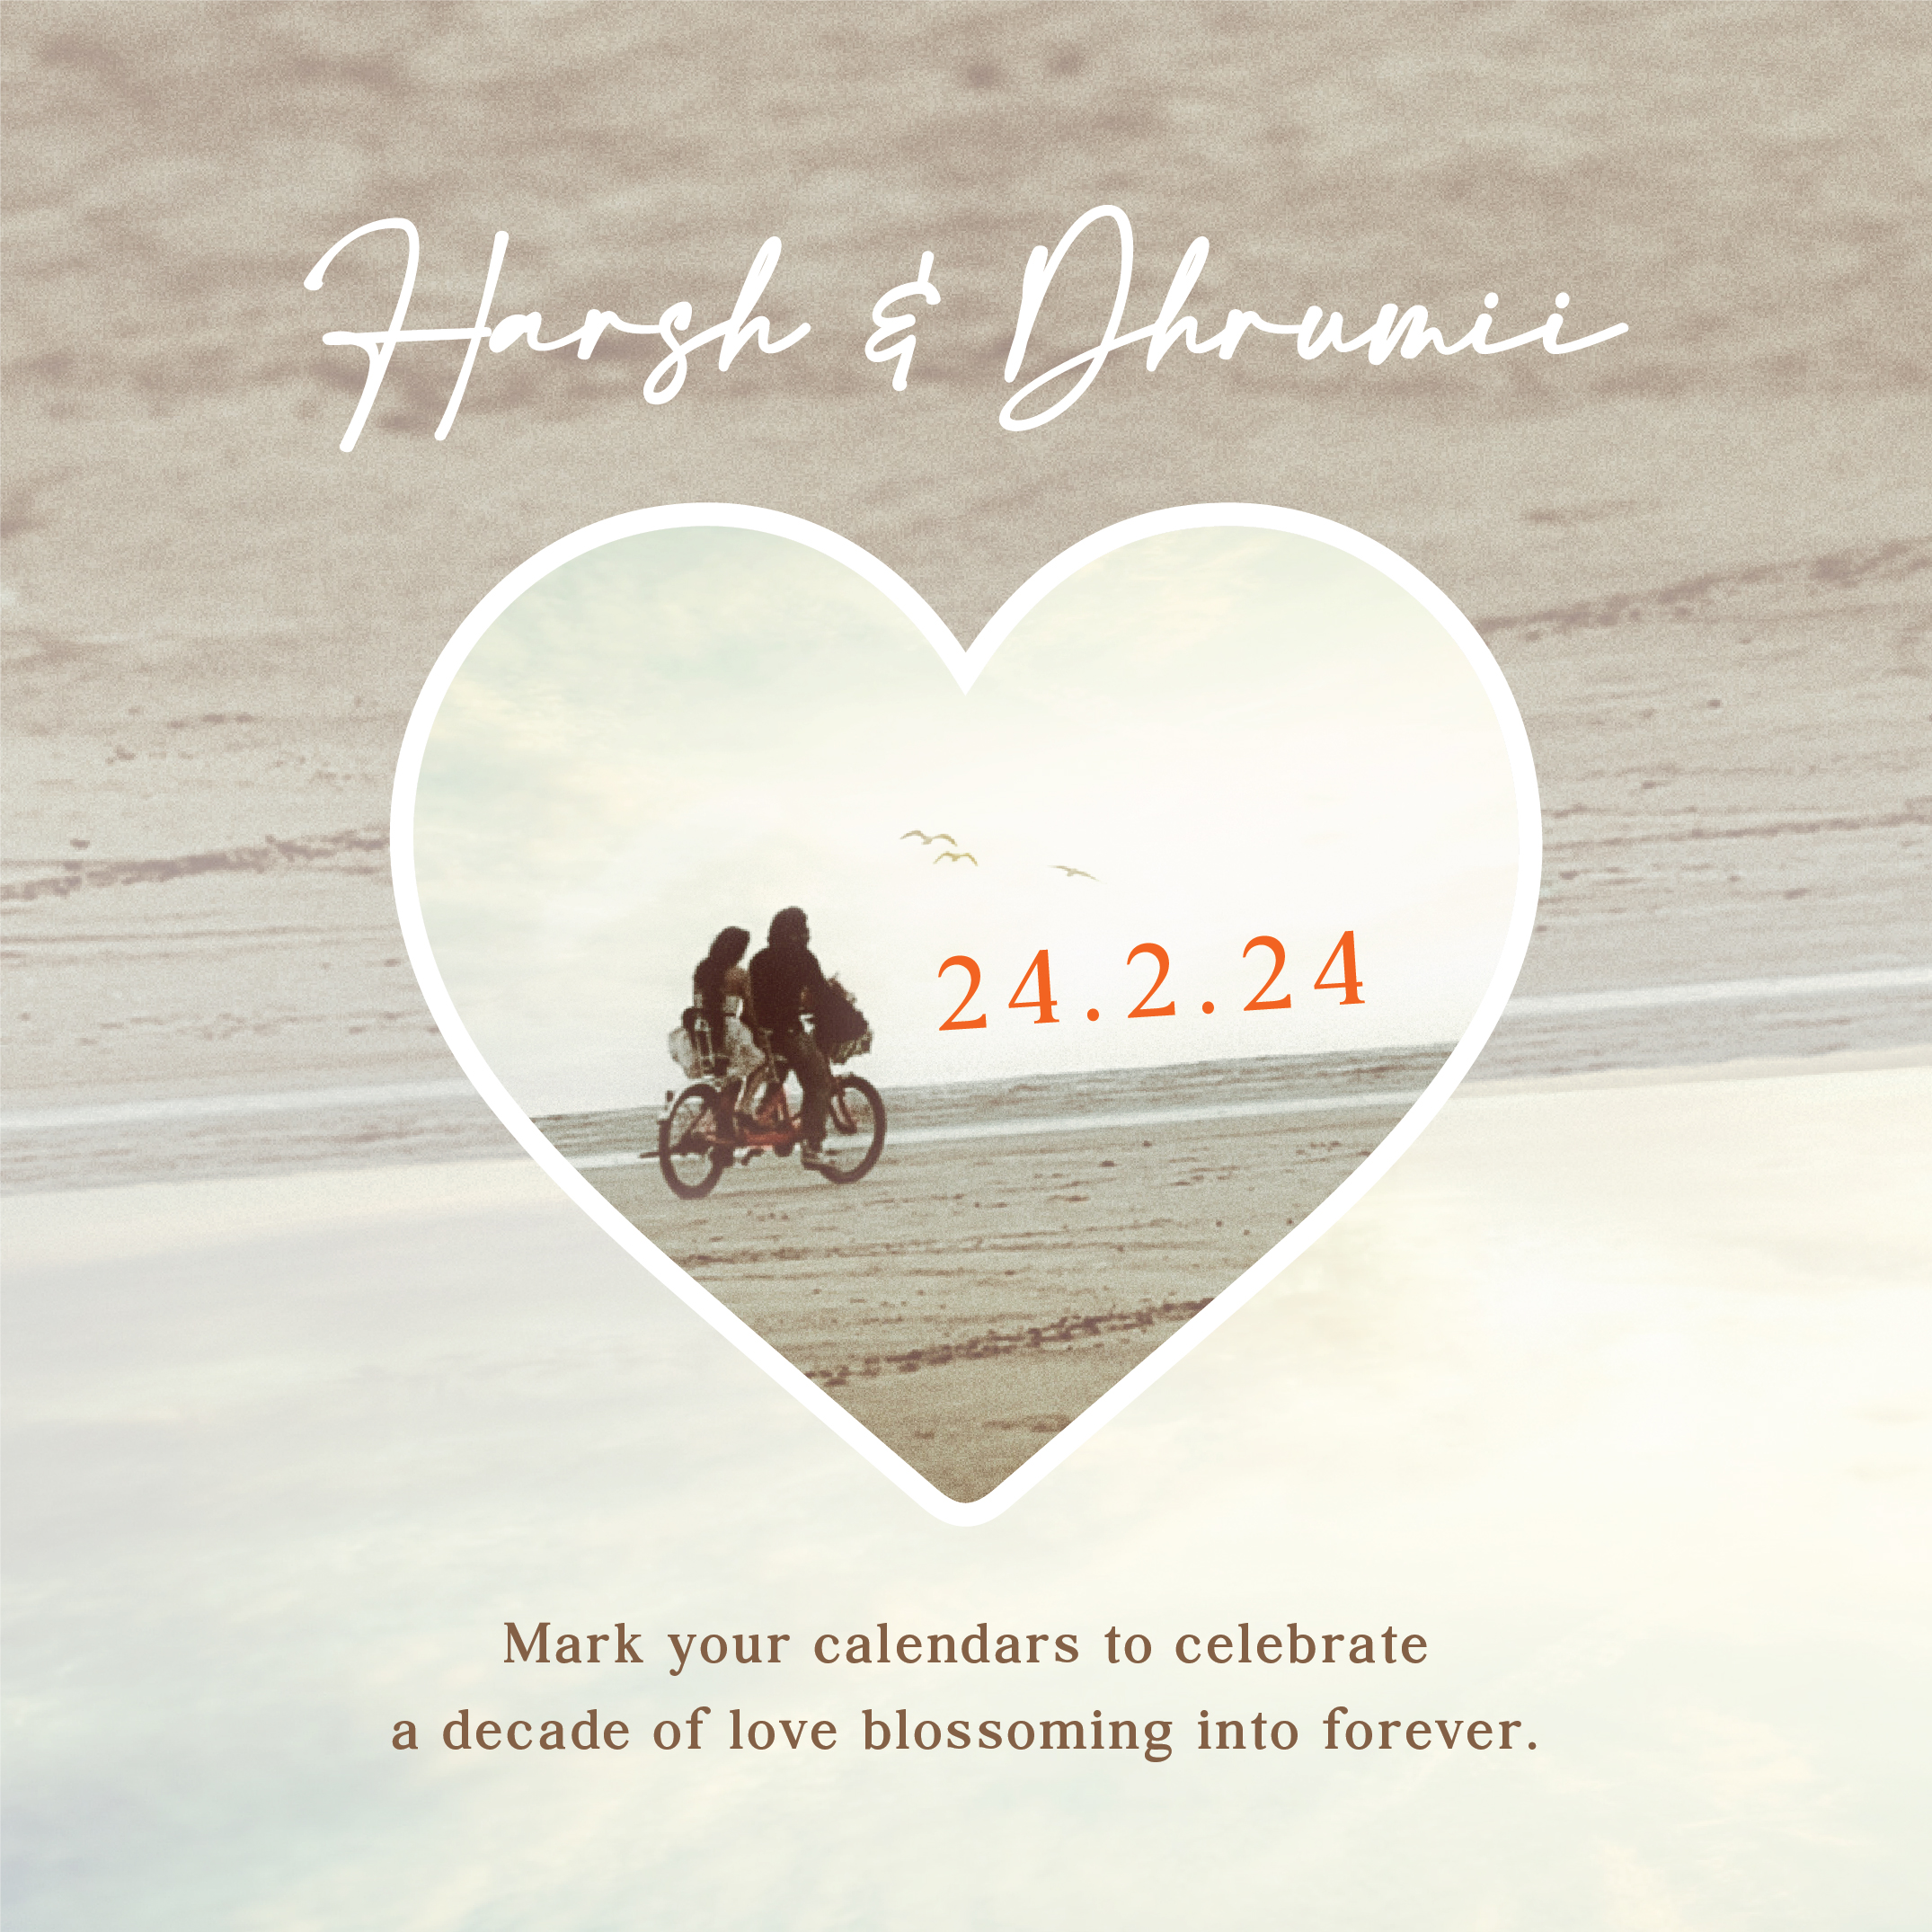 Harsh & Dhrumii
24.2.24
Mark your calendars to celebrate
a decade of love blossoming into forever.